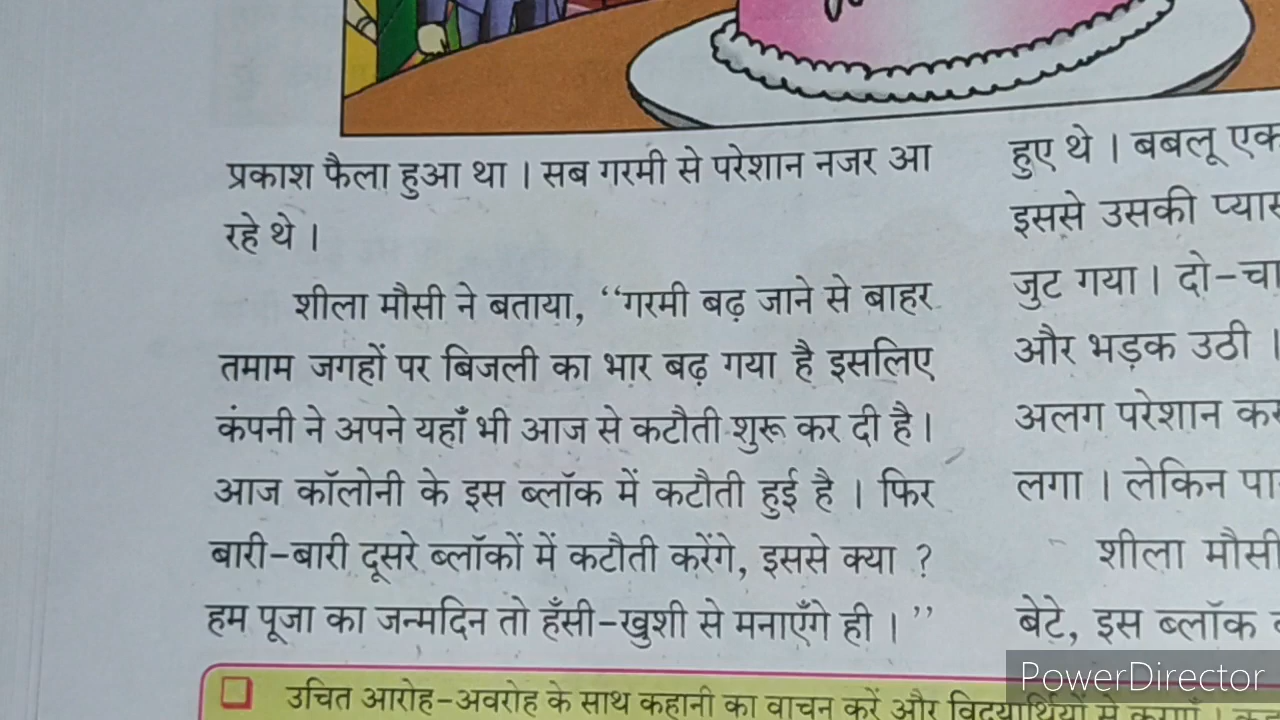 प्रकाश फैला हुआ था । सब गरमी से परेशान नजर आ
रहे थे ।
शीला मौसी ने बताया, ‘‘गरमी बढ़ जाने से बाहर
तमाम जगहों पर बिजली का भार बढ़ गया है इसलिए
कंपनी ने अपने यहाँ भी आज से कटौती शुरू कर दी है ।
आज कॉलोनी के इस ब्लॉक में कटौती हुई है । फिर
बारी-बारी दूसरे ब्लॉकों में कटौती करेंगे, इससे क्या ?
हम पूजा का जन्मदिन तो हँसी-खुशी से मनाएँगे ही । ’’
हुए थे । बबलू एक
इससे उसकी
जुट गया । दो-चा
और भड़क उठी ।
अलग परेशान
लगा । लेकिन
शीला मौसी
बेटे, इस ब्लॉक
उचित आरोह-अवरोह के साथ कहानी का वाचन करें और
PowerDirector